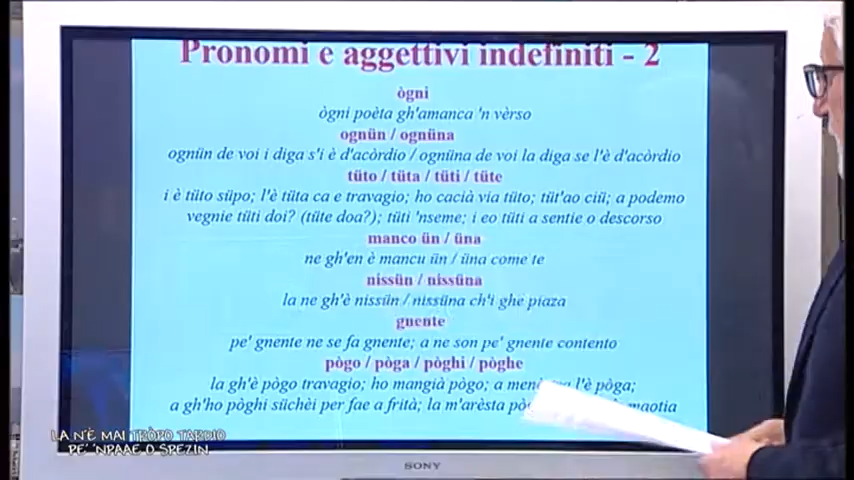 Pronomi e aggettivi indefiniti - 2
ògni
ògni poèta gh'amanca 'n vèrso
ognün / ognüna
ognün de voi i diga s'i è d'acòrdio / ognüna de voi la diga se l'è d'acòrdio
tüto / tüta / tüti / tüte
i è tüto süpo; l'è tüta ca e travagio; ho cacià via tüto; tüt'ao ciü; a podemo
vegnie tüti doi? (tüte doa?); tüti 'nseme; i eo tüti a sentie o descorso
manco ün / üna
ne gh'en è mancu ün / üna come te
nissün / nissüna
la ne gh'è nissün / nissüna ch'i ghe piaza
gnente
pe' gnente ne se fa gnente; a ne son pe' gnente contento
pògo / pòga / pòghi / pòghe
la gh'è pògo travagio; ho mangià pògo; a l'è pòga;
a gh'ho pòghi süchèi per fae a frità; la m'arèsta maotia
LA N'È MAI TRÒPO TARDIO
PE' 'NPAAE O SPEZIN
SONY